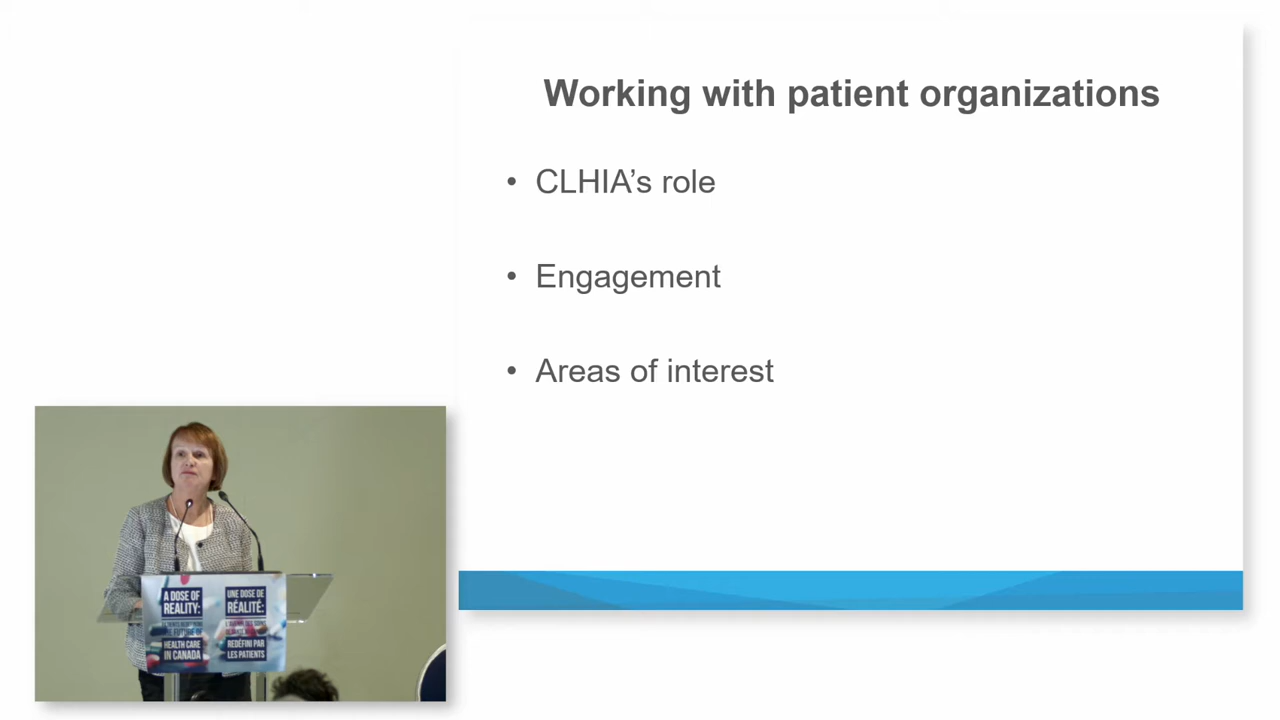 Working with patient organizations
• CLHIA’s role
• Engagement
• Areas of interest
A DOSE OF
REALITY:
HEALTH CARE
IN CANADA
UNE DOSE DE
RÉALITÉ:
REDÉFINI PAR
LES PATIENTS